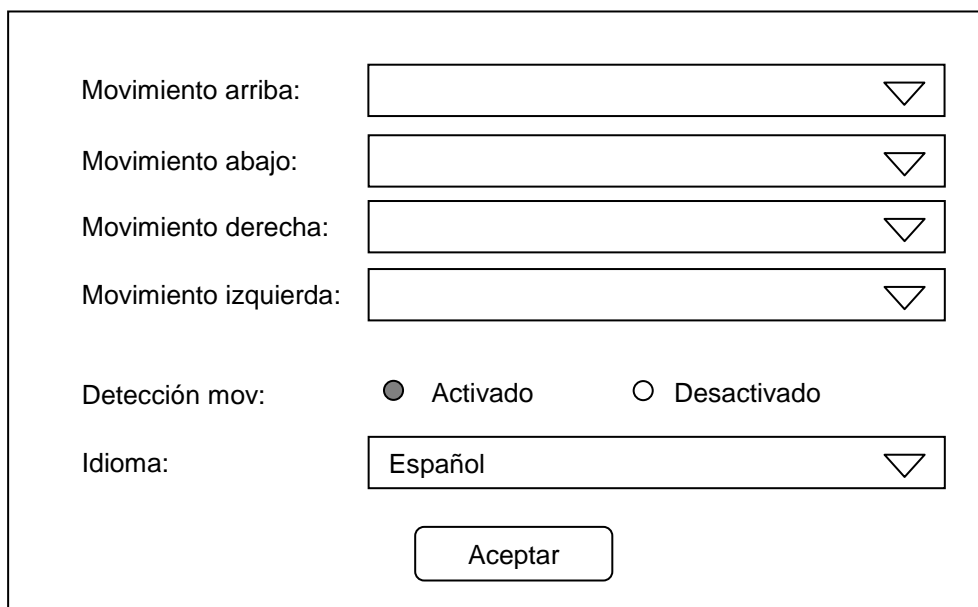 Movimiento arriba:
Movimiento abajo:
Movimiento derecha:
Movimiento izquierda:
Detección mov: Activado Desactivado
Idioma: Español
Aceptar